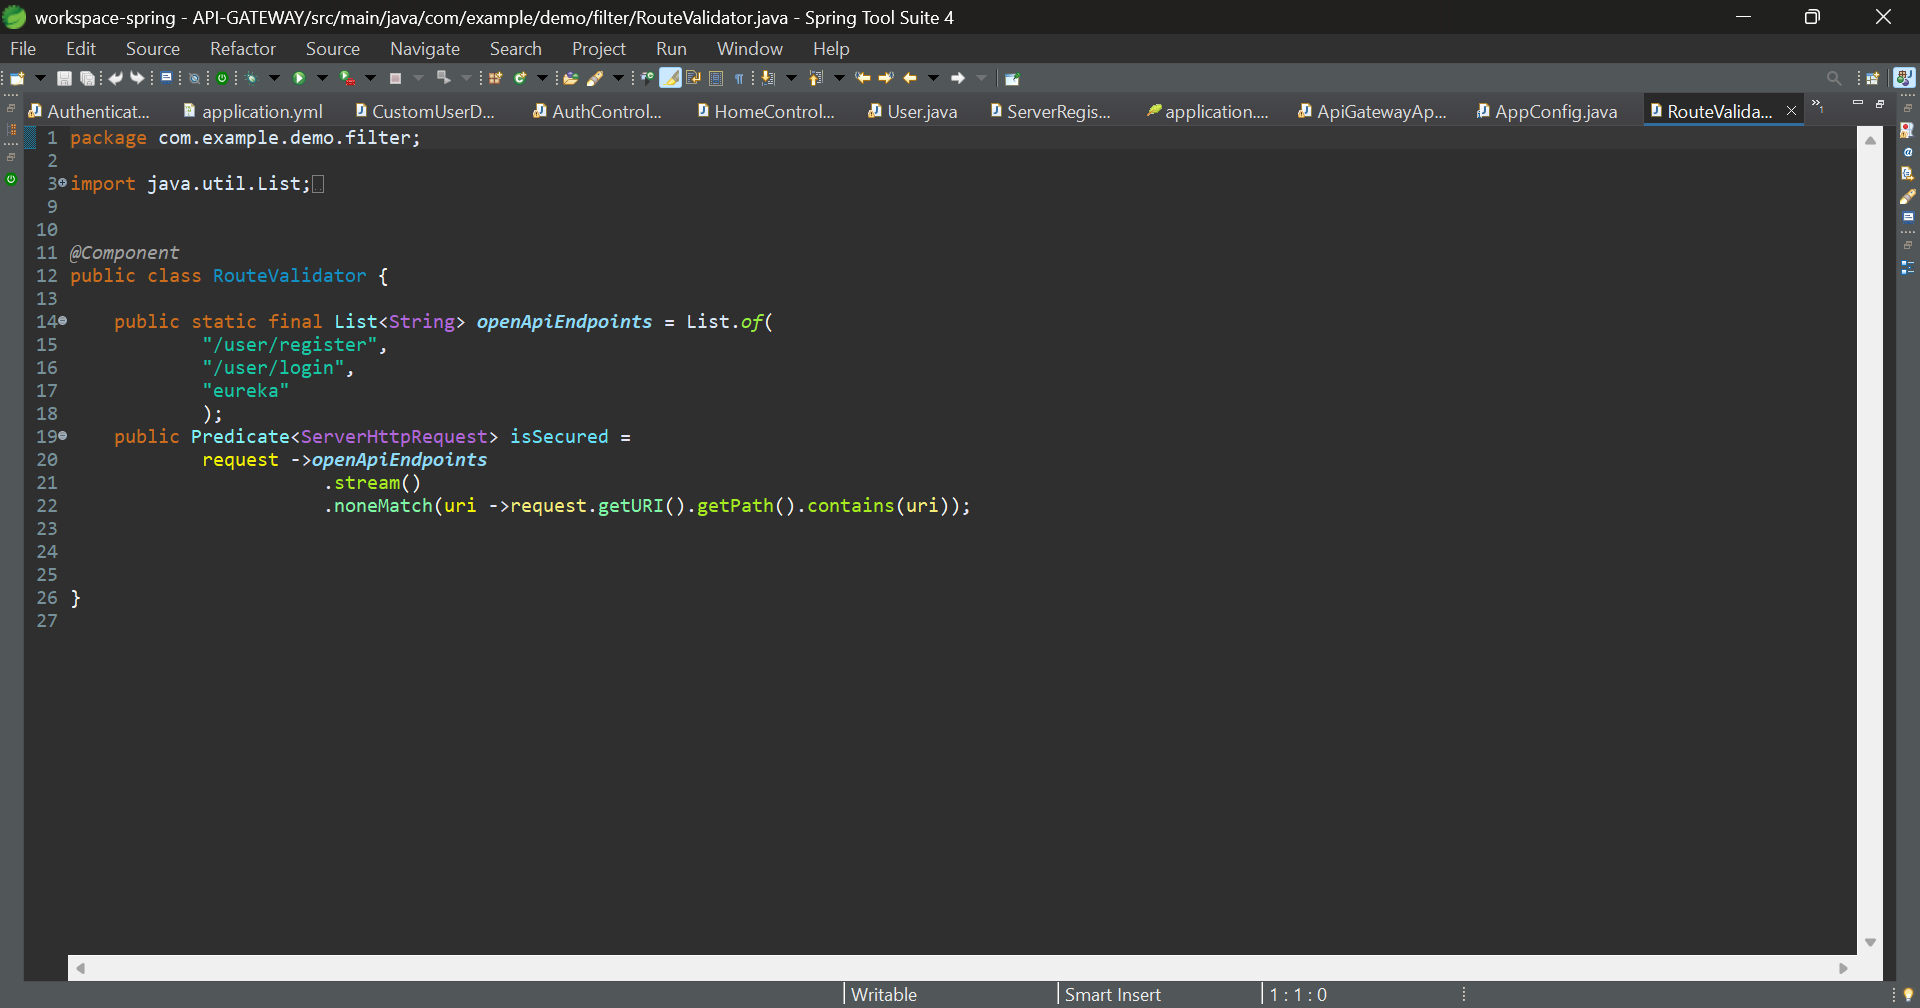 workspace-spring - API-GATEWAY/src/main/java/com/example/demo/filter/RouteValidator.java - Spring Tool Suite 4
File Edit Source Refactor Source Navigate Search Project Run Window Help
Authenticat... application.yml CustomUserD... AuthControl... HomeControl... User.java ServerRegis... application.... ApiGatewayAp... AppConfig.java RouteValida... »1
1 package com.example.demo.filter;
2
3 import java.util.List;
9
10
11 @Component
12 public class RouteValidator {
13
14 public static final List<String> openApiEndpoints = List.of(
15 "/user/register",
16 "/user/login",
17 "eureka"
18 );
19 public Predicate<ServerHttpRequest> isSecured =
20 request ->openApiEndpoints
21 .stream()
22 .noneMatch(uri ->request.getURI().getPath().contains(uri));
23
24
25
26 }
27
Writable Smart Insert 1 : 1 : 0